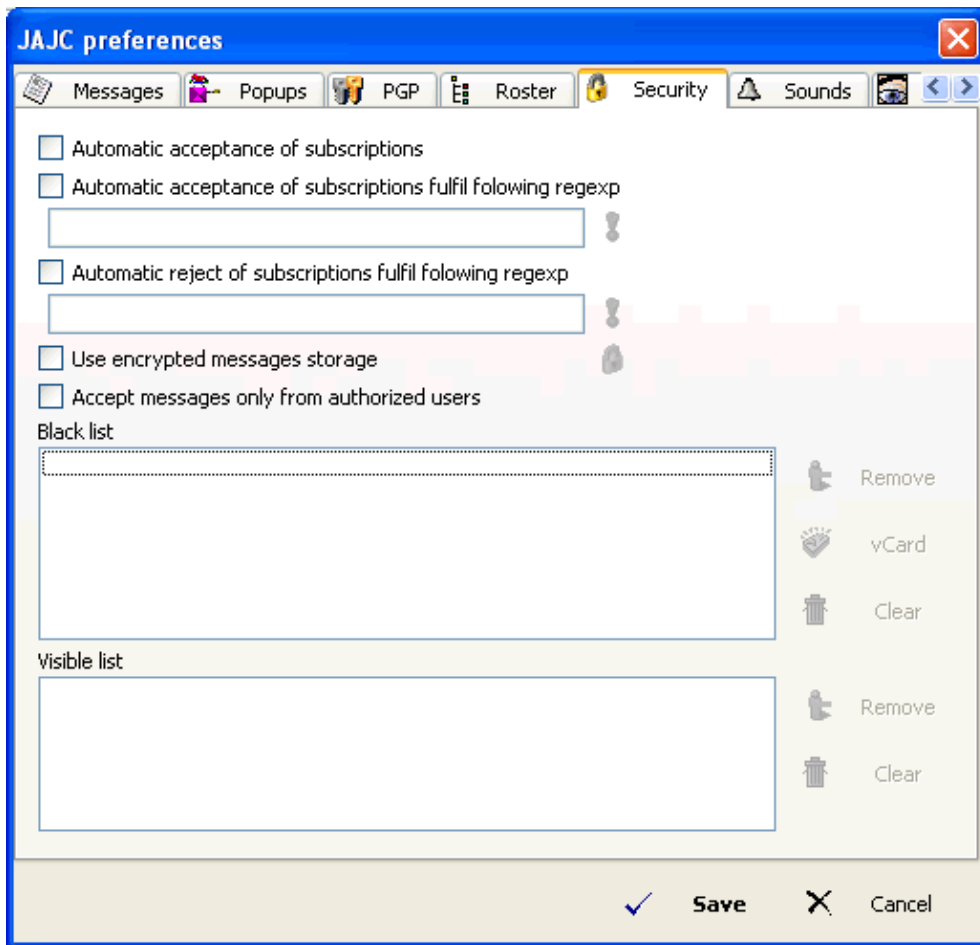 JAJC preferences
Messages Popups PGP Roster Security Sounds
Automatic acceptance of subscriptions
Automatic acceptance of subscriptions fulfil folowing regexp
Automatic reject of subscriptions fulfil folowing regexp
Use encrypted messages storage
Accept messages only from authorized users
Black list
Remove
vCard
Clear
Visible list
Remove
Clear
Save Cancel